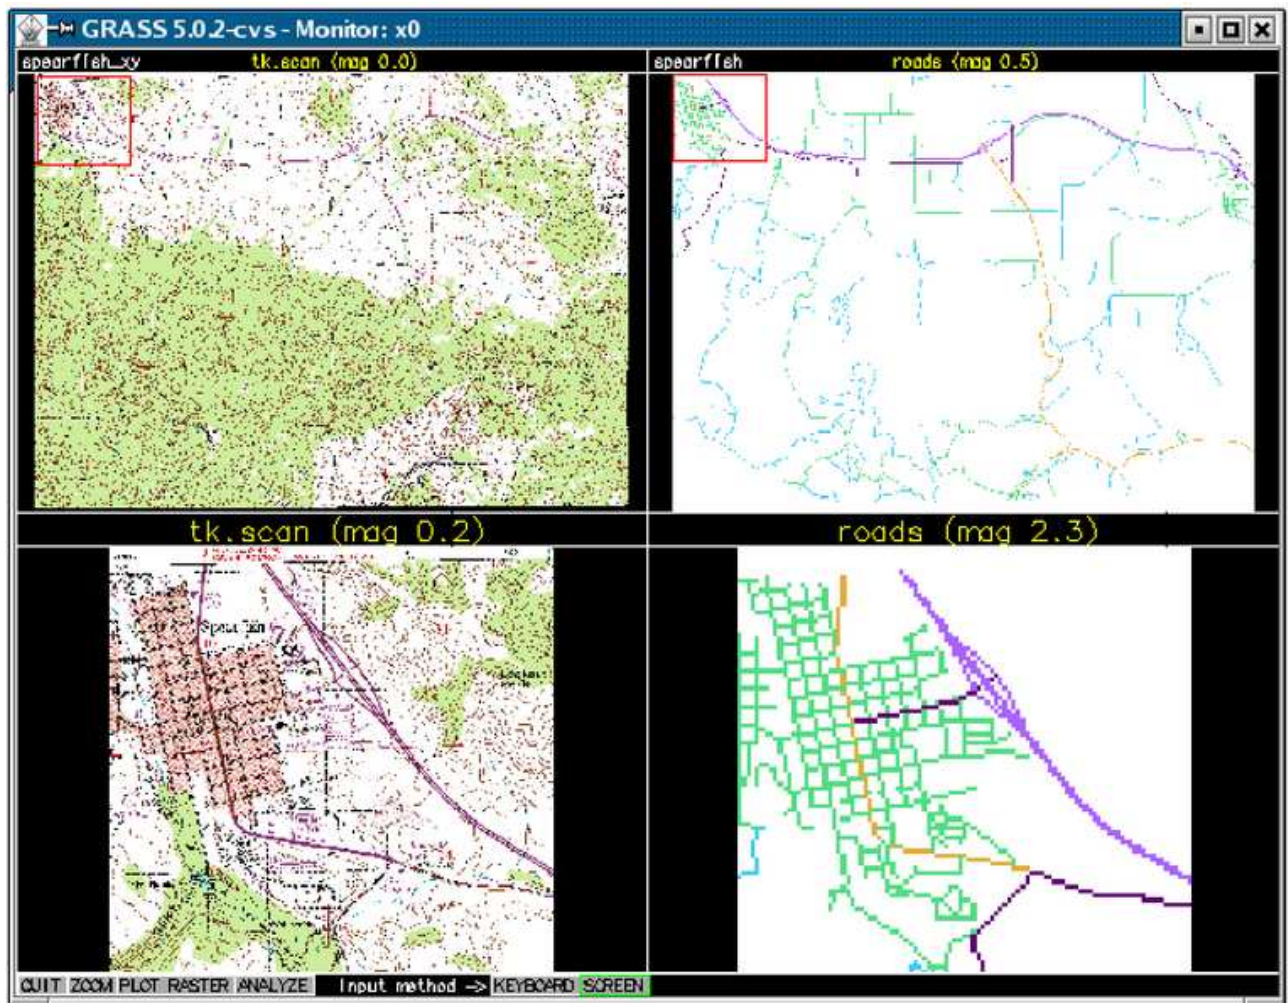 GRASS 5.0.2-cvs - Monitor: x0
spearfish_xy tk.scan (mag 0.0) spearfish roads (mag 0.5)
tk.scan (mag 0.2) roads (mag 2.3)
Spearfish
QUIT ZOOM PLOT RASTER ANALYZE Input method -> KEYBOARD SCREEN